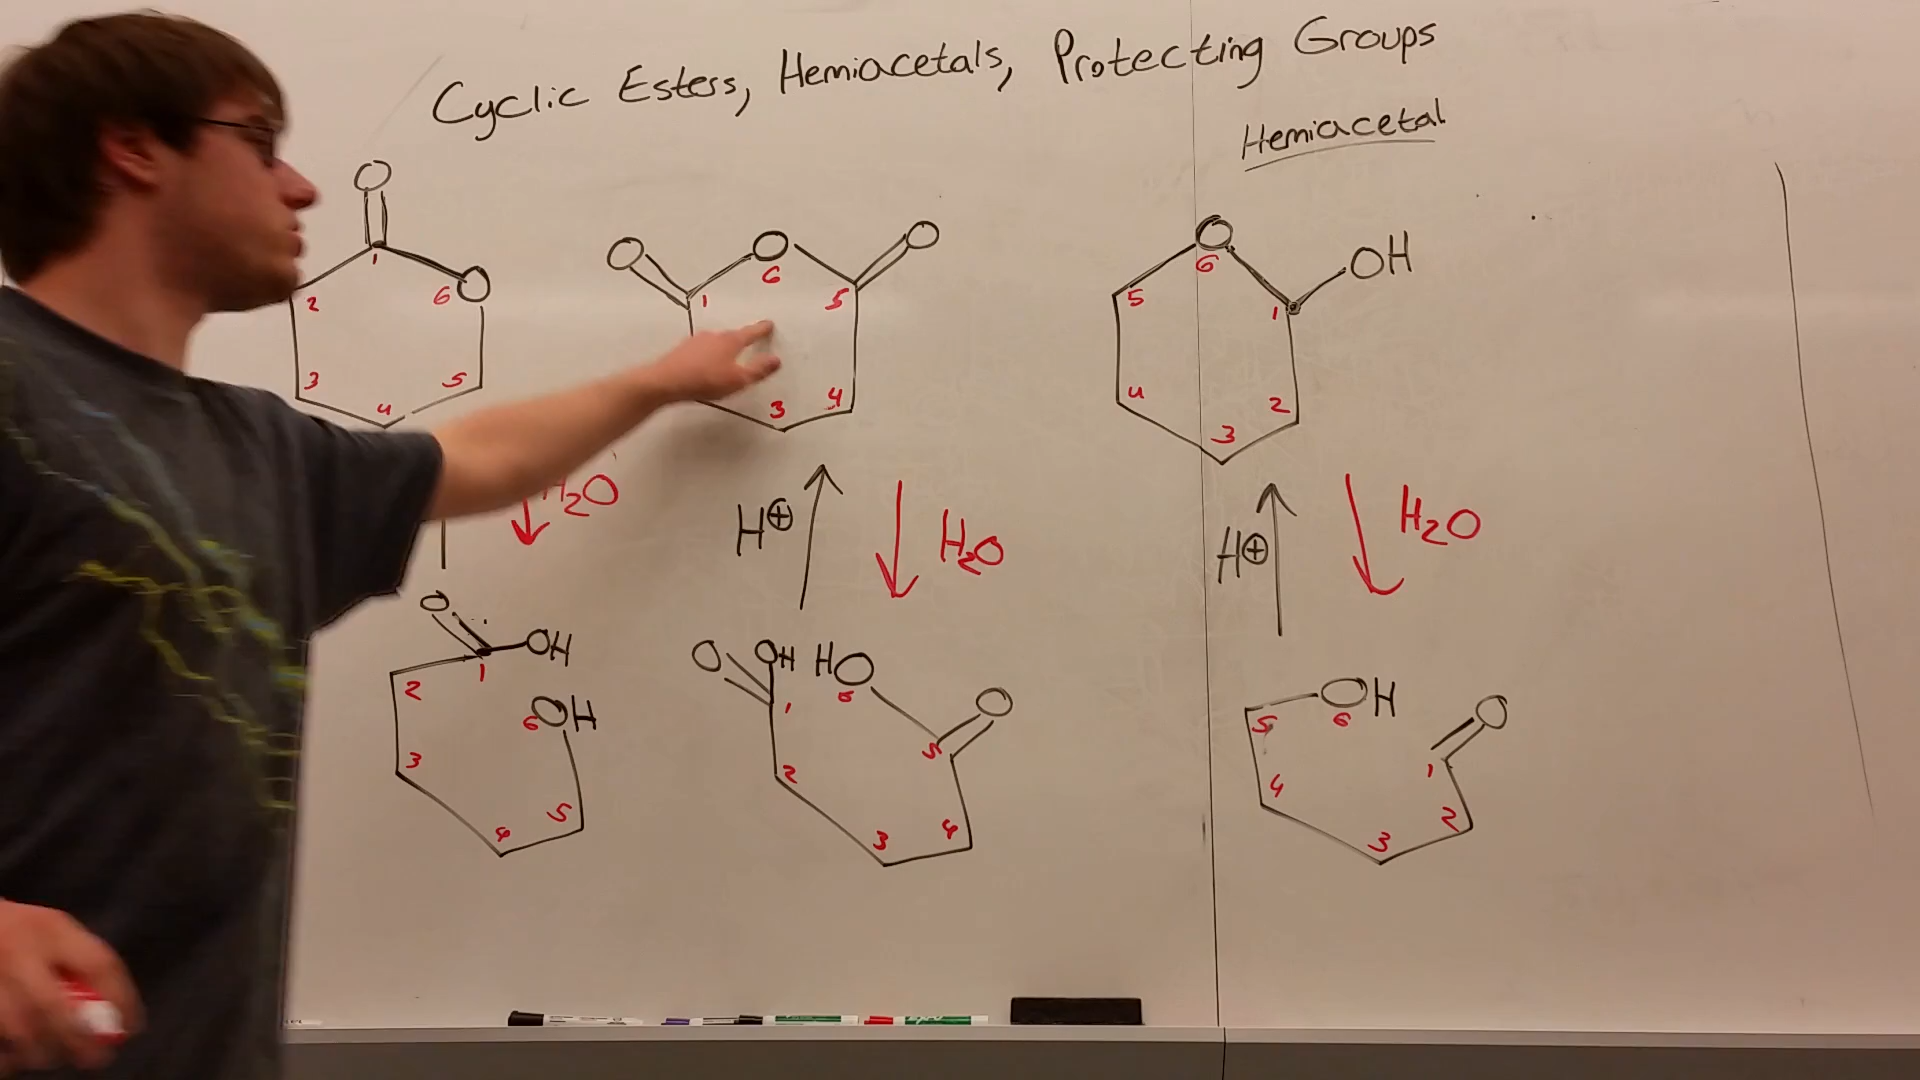 Cyclic Esters, Hemiacetals, Protecting Groups
Hemiacetal
O
1 2 3 4 5 6 O
O O O
1 3 4 5 6
O OH
1 2 3 4 5 6
H2O
H⊕ H2O
H⊕ H2O
O OH
1 2 3 4 5 6 OH
O OH HO O
1 2 3 4 5 6
OH O
1 2 3 4 5 6